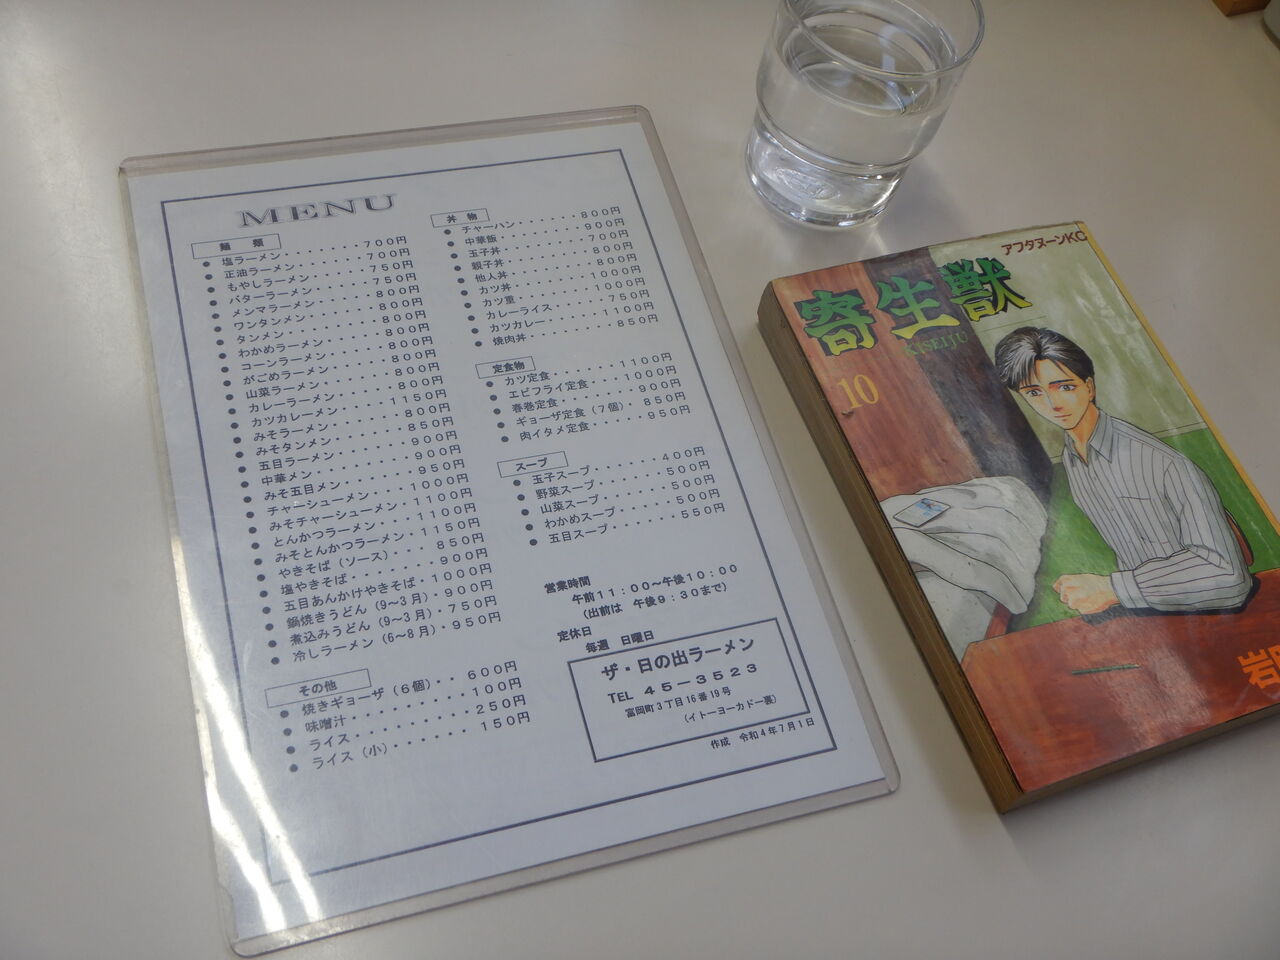 MENU
麺 類
● 塩ラーメン・・・・・・・700円
● 正油ラーメン・・・・・・700円
● もやしラーメン・・・・・750円
● バターラーメン・・・・・750円
● メンマラーメン・・・・・800円
● ワンタンメン・・・・・・800円
● タンメン・・・・・・・・800円
● わかめラーメン・・・・・800円
● コーンラーメン・・・・・800円
● がごめラーメン・・・・・800円
● 山菜ラーメン・・・・・・800円
● カレーラーメン・・・・・800円
● カツカレーメン・・・・1150円
● みそラーメン・・・・・・800円
● みそタンメン・・・・・・850円
● 五目ラーメン・・・・・・900円
● 中華メン・・・・・・・・900円
● みそ五目メン・・・・・・950円
● チャーシューメン・・・1000円
● みそチャーシューメン・1100円
● とんかつラーメン・・・1100円
● みそとんかつラーメン・1150円
● やきそば（ソース）・・・850円
● 塩やきそば・・・・・・・900円
● 五目あんかけやきそば・1000円
● 鍋焼きうどん（9～3月）・900円
● 煮込みうどん（9～3月）・750円
● 冷しラーメン（6～8月）・950円
その他
● 焼きギョーザ（6個）・・600円
● 味噌汁・・・・・・・・・100円
● ライス・・・・・・・・・250円
● ライス（小）・・・・・・150円
丼 物
● チャーハン・・・・・・800円
● 中華飯・・・・・・・・900円
● 玉子丼・・・・・・・・700円
● 親子丼・・・・・・・・800円
● 他人丼・・・・・・・・800円
● カツ丼・・・・・・・1000円
● カツ重・・・・・・・1000円
● カレーライス・・・・・750円
● カツカレー・・・・・1100円
● 焼肉丼・・・・・・・・850円
定食物
● カツ定食・・・・・・1100円
● エビフライ定食・・・1000円
● 春巻定食・・・・・・・900円
● ギョーザ定食（7個）・850円
● 肉イタメ定食・・・・・950円
スープ
● 玉子スープ・・・・・・・400円
● 野菜スープ・・・・・・500円
● 山菜スープ・・・・・・500円
● わかめスープ・・・・・500円
● 五目スープ・・・・・・550円
営業時間
午前11：00～午後10：00
（出前は 午後9：30まで）
定休日
毎週 日曜日
ザ・日の出ラーメン
TEL 45－3523
富岡町3丁目16番19号
（イトーヨーカドー裏）
作成 令和4年7月1日
アフタヌーンKC
寄生獣
KISEIJU
10
岩